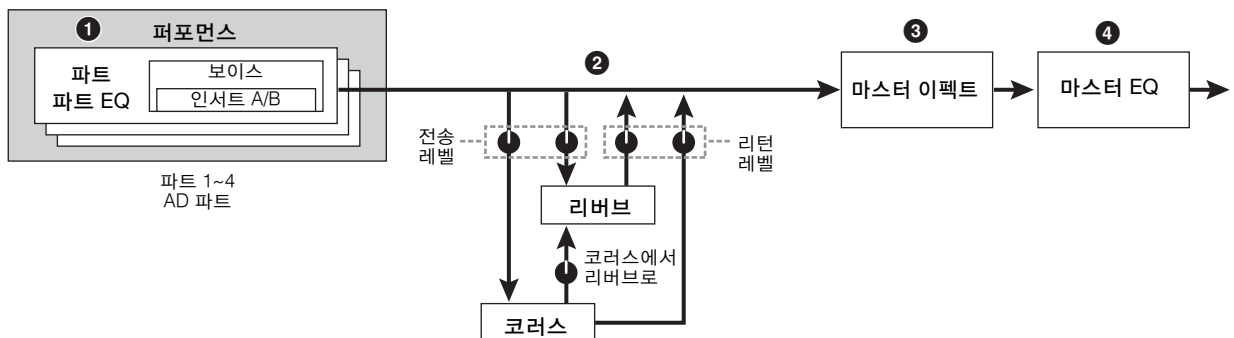 ❶ 퍼포먼스
파트
파트 EQ
보이스
인서트 A/B
파트 1~4
AD 파트
❷
전송
레벨
리턴
레벨
리버브
코러스에서
리버브로
코러스
❸
마스터 이펙트
❹
마스터 EQ